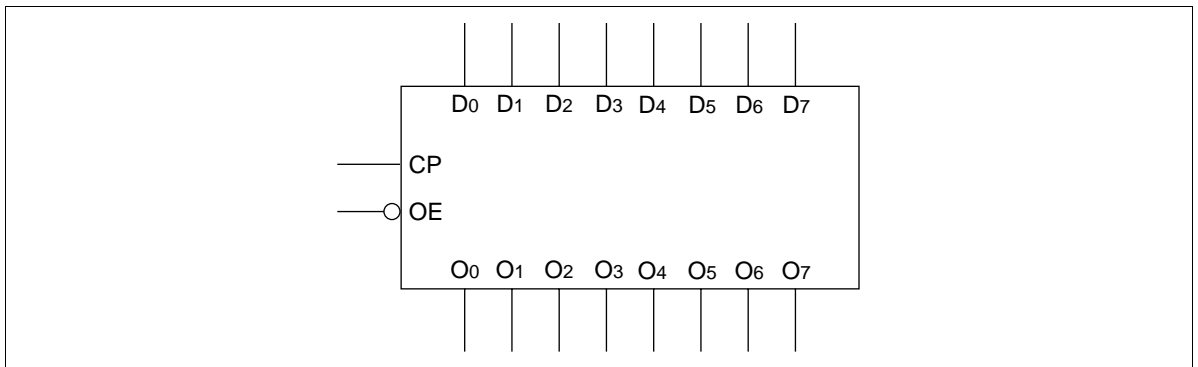 D0 D1 D2 D3 D4 D5 D6 D7
CP
OE
O0 O1 O2 O3 O4 O5 O6 O7